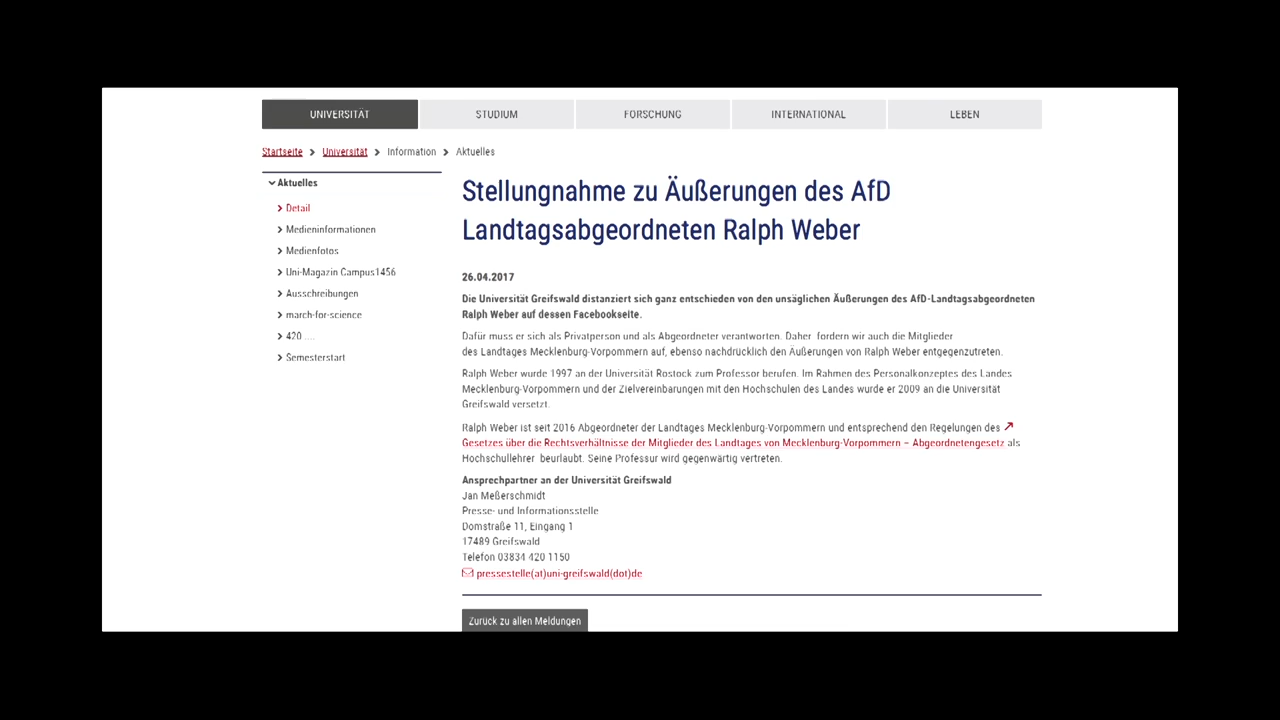 UNIVERSITÄT STUDIUM FORSCHUNG INTERNATIONAL LEBEN
Startseite Universität Information Aktuelles
Aktuelles
Detail
Medieninformationen
Medienfotos
Uni-Magazin Campus1456
Ausschreibungen
march-for-science
420 ....
Semesterstart
Stellungnahme zu Äußerungen des AfD
Landtagsabgeordneten Ralph Weber
26.04.2017
Die Universität Greifswald distanziert sich ganz entschieden von den unsäglichen Äußerungen des AfD-Landtagsabgeordneten
Ralph Weber auf dessen Facebookseite.
Dafür muss er sich als Privatperson und als Abgeordneter verantworten. Daher fordern wir auch die Mitglieder
des Landtages Mecklenburg-Vorpommern auf, ebenso nachdrücklich den Äußerungen von Ralph Weber entgegenzutreten.
Ralph Weber wurde 1997 an der Universität Rostock zum Professor berufen. Im Rahmen des Personalkonzeptes des Landes
Mecklenburg-Vorpommern und der Zielvereinbarungen mit den Hochschulen des Landes wurde er 2009 an die Universität
Greifswald versetzt.
Ralph Weber ist seit 2016 Abgeordneter der Landtages Mecklenburg-Vorpommern und entsprechend den Regelungen des
Gesetzes über die Rechtsverhältnisse der Mitglieder des Landtages von Mecklenburg-Vorpommern – Abgeordnetengesetz als
Hochschullehrer beurlaubt. Seine Professur wird gegenwärtig vertreten.
Ansprechpartner an der Universität Greifswald
Jan Meßerschmidt
Presse- und Informationsstelle
Domstraße 11, Eingang 1
17489 Greifswald
Telefon 03834 420 1150
pressestelle(at)uni-greifswald(dot)de
Zurück zu allen Meldungen